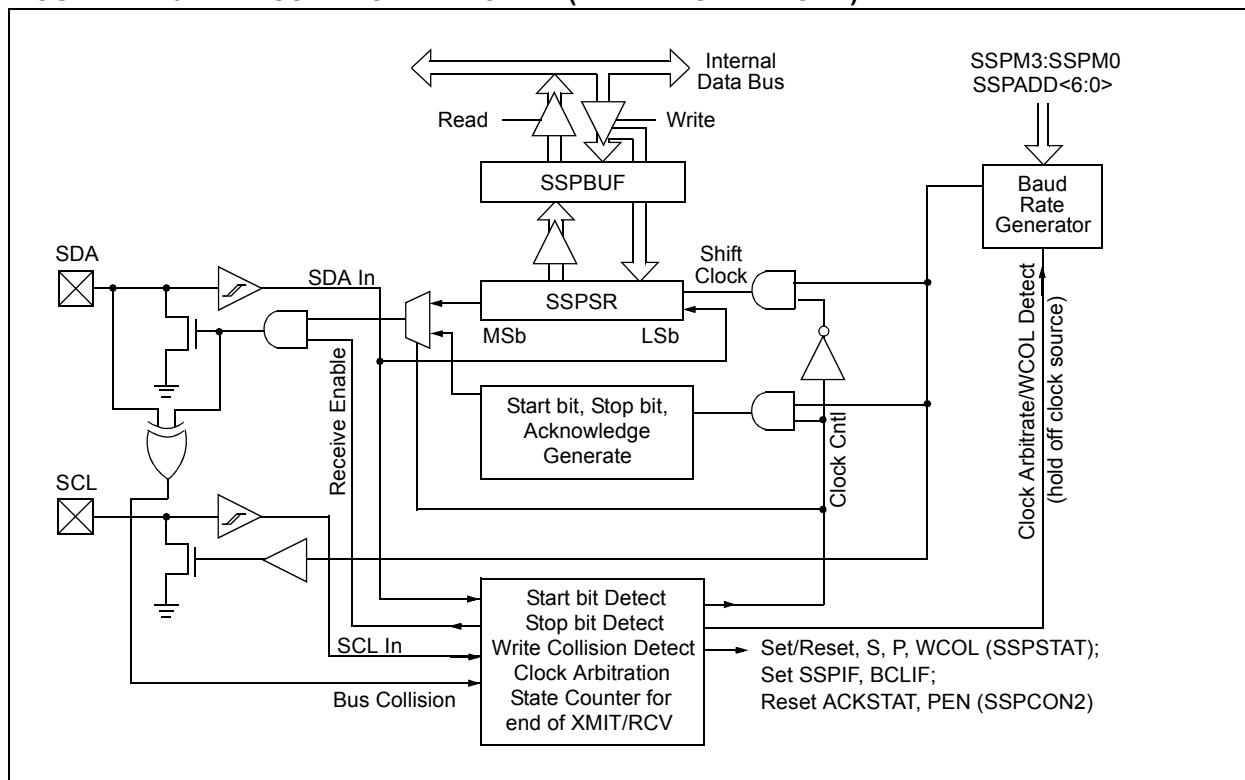 Internal
Data Bus
SSPM3:SSPM0
SSPADD<6:0>
Read
Write
SSPBUF
Baud
Rate
Generator
SDA
SDA In
Shift
Clock
SSPSR
MSb
LSb
Start bit, Stop bit,
Acknowledge
Generate
Receive Enable
Clock Cntl
Clock Arbitrate/WCOL Detect
(hold off clock source)
SCL
SCL In
Bus Collision
Start bit Detect
Stop bit Detect
Write Collision Detect
Clock Arbitration
State Counter for
end of XMIT/RCV
Set/Reset, S, P, WCOL (SSPSTAT);
Set SSPIF, BCLIF;
Reset ACKSTAT, PEN (SSPCON2)